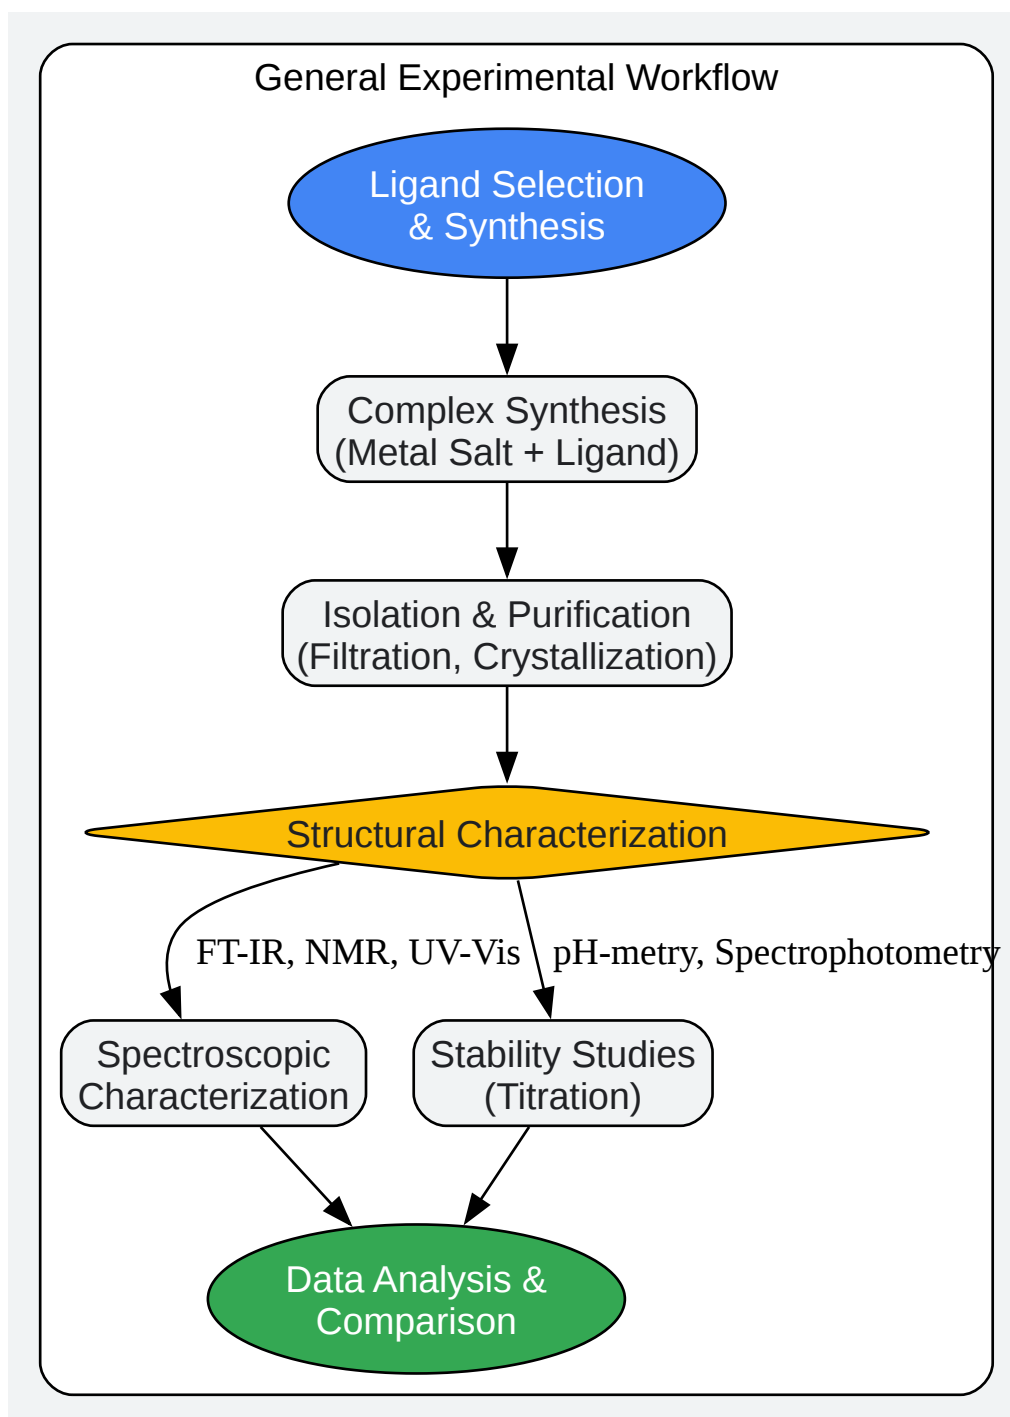 General Experimental Workflow
Ligand Selection
& Synthesis
Complex Synthesis
(Metal Salt + Ligand)
Isolation & Purification
(Filtration, Crystallization)
Structural Characterization
FT-IR, NMR, UV-Vis
pH-metry, Spectrophotometry
Spectroscopic
Characterization
Stability Studies
(Titration)
Data Analysis &
Comparison